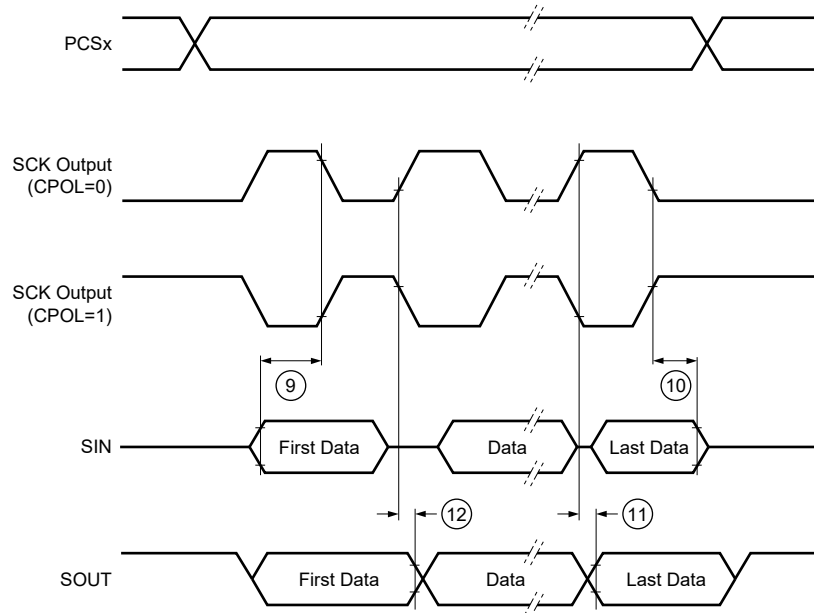 PCSx
SCK Output
(CPOL=0)
SCK Output
(CPOL=1)
9
10
SIN
First Data
Data
Last Data
12
11
SOUT
First Data
Data
Last Data